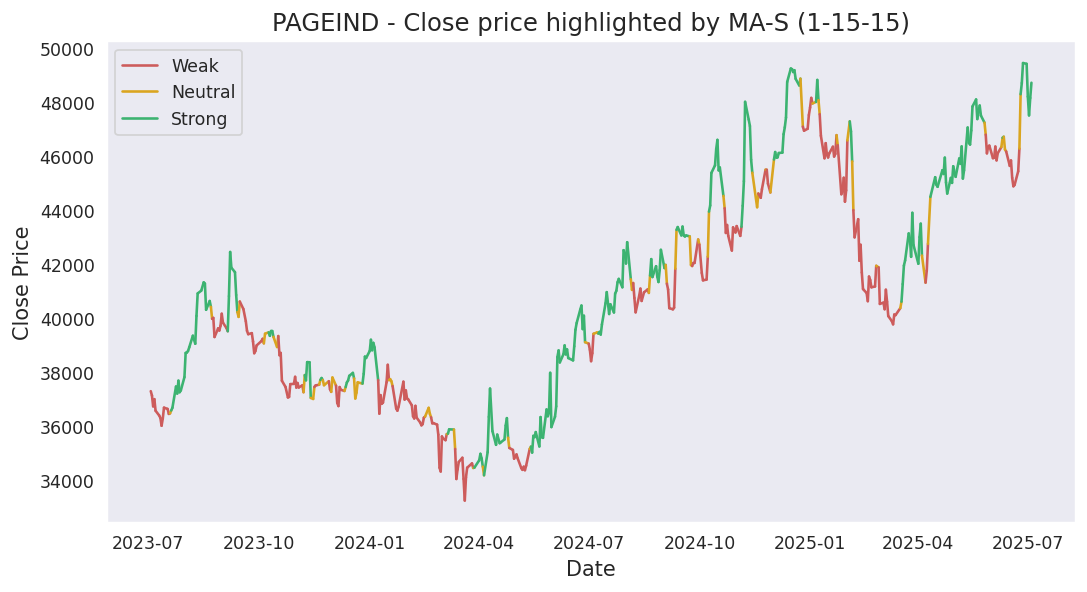 PAGEIND - Close price highlighted by MA-S (1-15-15)
Weak
Neutral
Strong
Close Price
50000
48000
46000
44000
42000
40000
38000
36000
34000
2023-07 2023-10 2024-01 2024-04 2024-07 2024-10 2025-01 2025-04 2025-07
Date